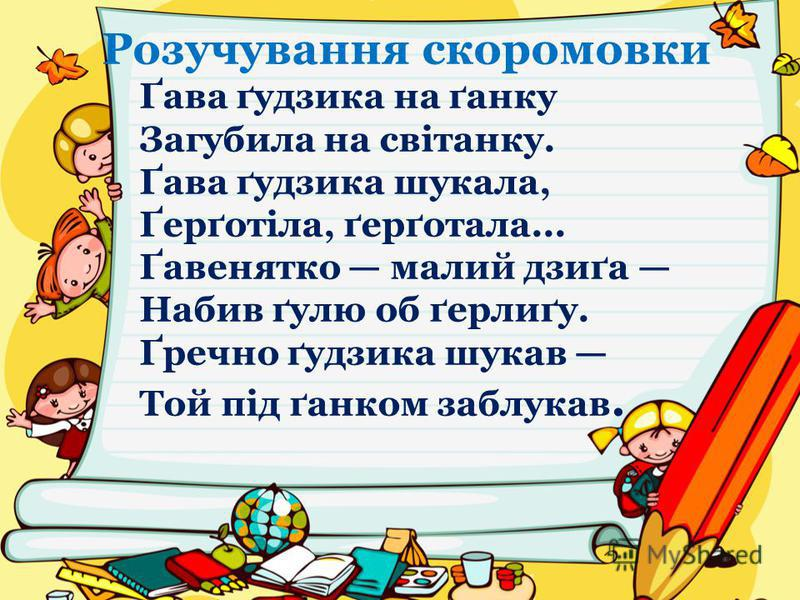 Розучування скоромовки
Ґава ґудзика на ґанку
Загубила на світанку.
Ґава ґудзика шукала,
Ґерґотіла, ґерґотала...
Ґавенятко — малий дзиґа —
Набив ґулю об ґерлиґу.
Ґречно ґудзика шукав —
Той під ґанком заблукав.
MyShared